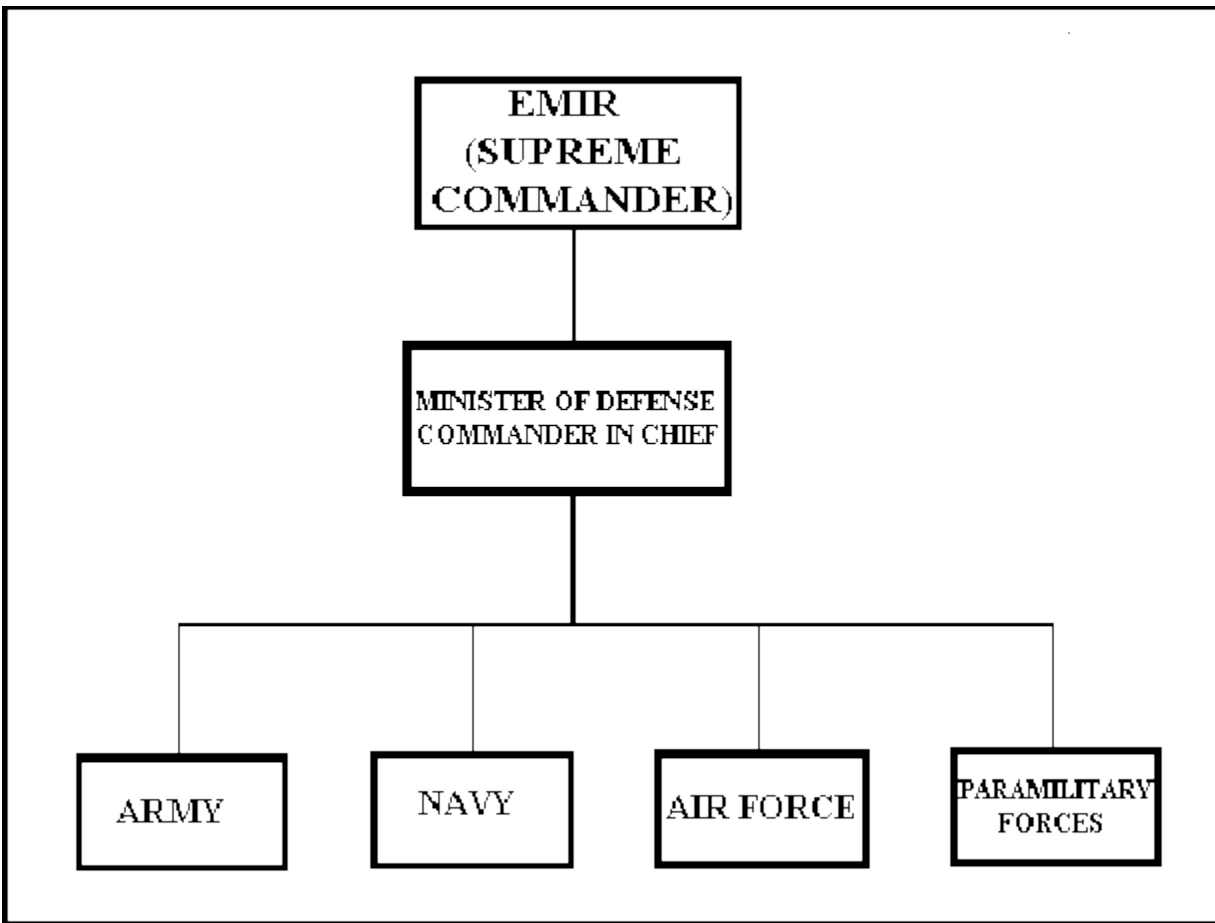 EMIR
(SUPREME
COMMANDER)
MINISTER OF DEFENSE
COMMANDER IN CHIEF
ARMY
NAVY
AIR FORCE
PARAMILITARY
FORCES